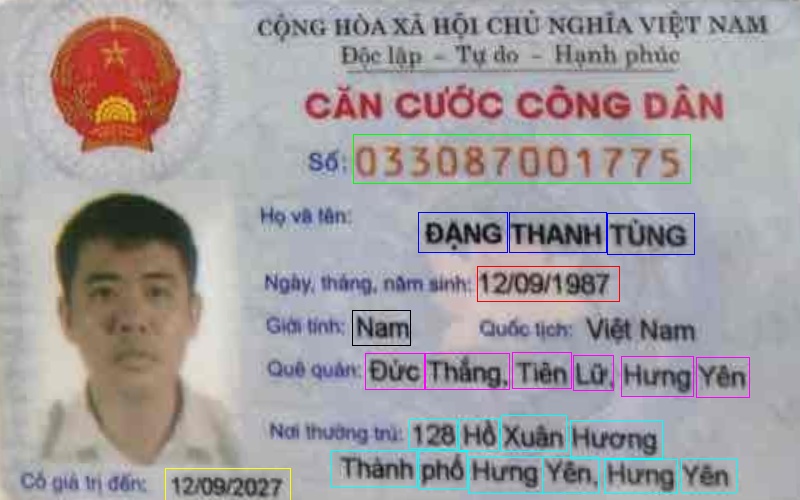 CỘNG HÒA XÃ HỘI CHỦ NGHĨA VIỆT NAM
Độc lập - Tự do - Hạnh phúc
CĂN CƯỚC CÔNG DÂN
Số: 033087001775
Họ và tên: ĐẶNG THANH TÙNG
Ngày, tháng, năm sinh: 12/09/1987
Giới tính: Nam Quốc tịch: Việt Nam
Quê quán: Đức Thắng, Tiên Lữ, Hưng Yên
Nơi thường trú: 128 Hồ Xuân Hương
Thành phố Hưng Yên, Hưng Yên
Có giá trị đến: 12/09/2027